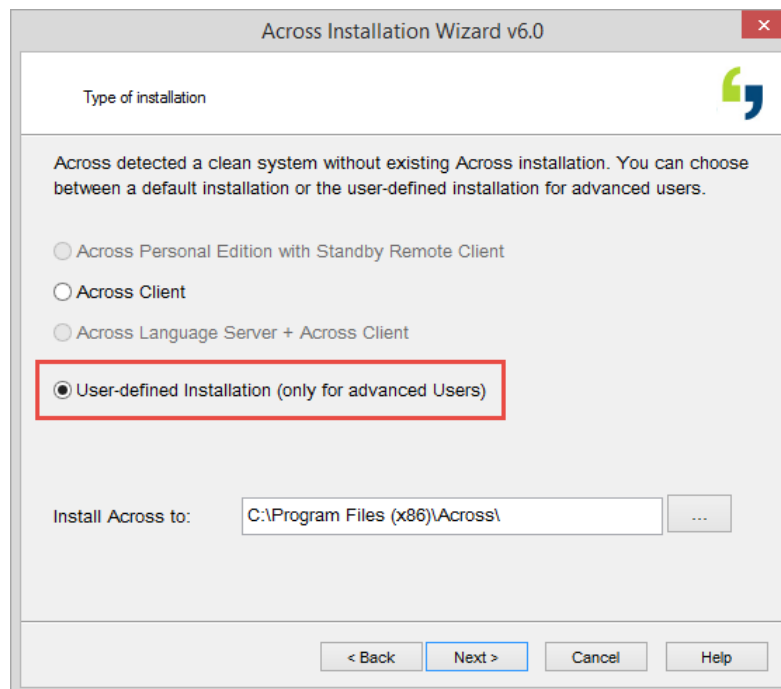 Across Installation Wizard v6.0
Type of installation
Across detected a clean system without existing Across installation. You can choose
between a default installation or the user-defined installation for advanced users.
Across Personal Edition with Standby Remote Client
Across Client
Across Language Server + Across Client
User-defined Installation (only for advanced Users)
Install Across to: C:\Program Files (x86)\Across\ ...
< Back Next > Cancel Help